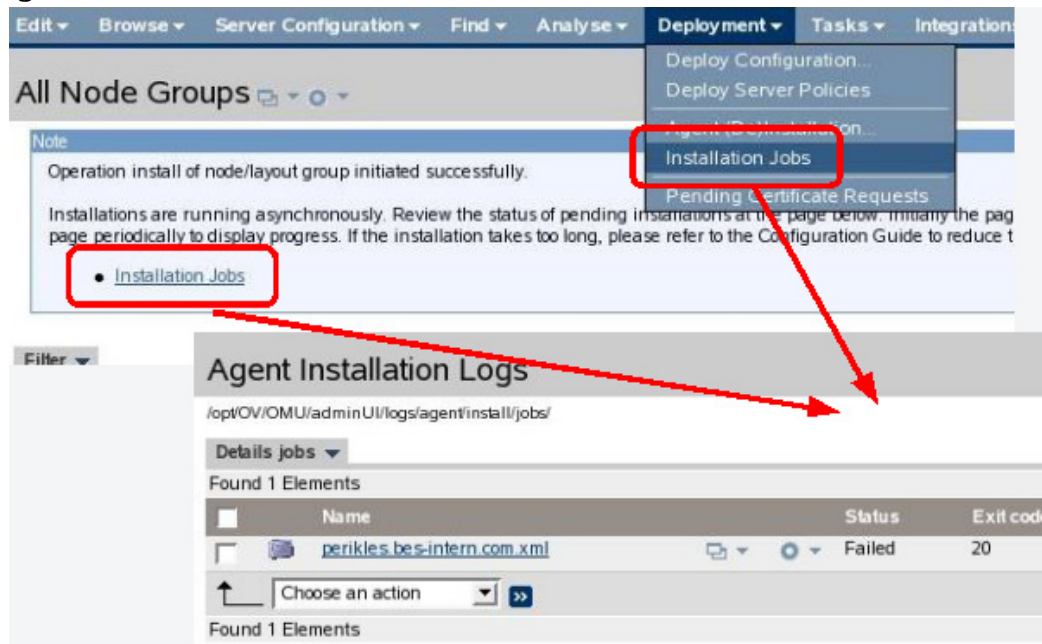 Edit Browse Server Configuration Find Analyse Deployment Tasks Integration
Deploy Configuration...
Deploy Server Policies
All Node Groups
Agent (De)Installation...
Installation Jobs
Pending Certificate Requests
Note
Operation install of node/layout group initiated successfully.
Installations are running asynchronously. Review the status of pending installations at the page below. Initially the pag
page periodically to display progress. If the installation takes too long, please refer to the Configuration Guide to reduce t
Installation Jobs
Filter
Agent Installation Logs
/opt/OV/OMU/adminUI/logs/agent/install/jobs/
Details jobs
Found 1 Elements
Name Status Exit code
perikles.bes-intern.com.xml Failed 20
Choose an action
Found 1 Elements